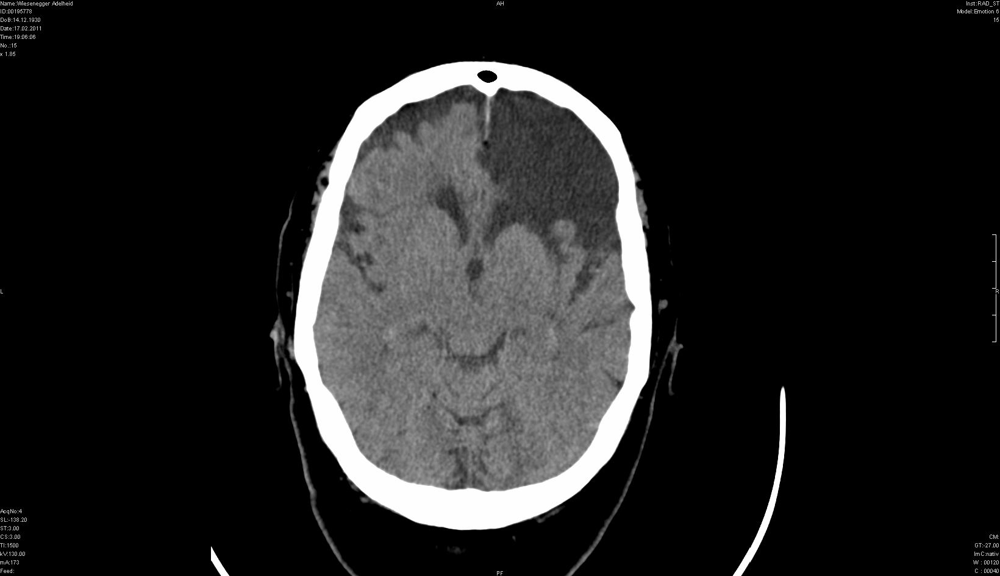 Name:Wiesenegger Adelheid
ID:00195778
DoB:14.12.1930
Date:17.02.2011
Time:19:06:06
No.:15
x 1.85
AH
Inst:RAD_ST
Model:Emotion 6
15
L
R
AcqNo:4
SL:-138.20
ST:3.00
CS:3.00
TI:1500
kV:130.00
mA:173
Feed:
PF
CM:
GT:-27.00
ImC:nativ
W : 00120
C : 00040